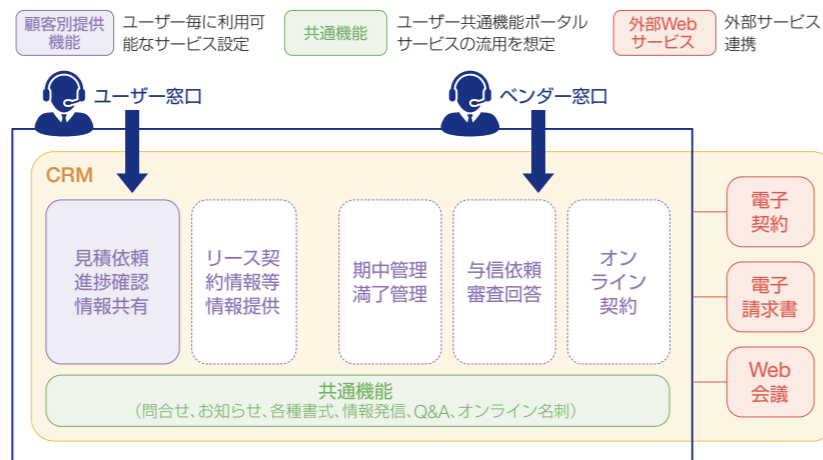 顧客別提供
機能
ユーザー毎に利用可
能なサービス設定
共通機能
ユーザー共通機能ポータル
サービスの流用を想定
外部Web
サービス
外部サービス
連携
ユーザー窓口
ベンダー窓口
CRM
見積依頼
進捗確認
情報共有
リース契
約情報等
情報提供
期中管理
満了管理
与信依頼
審査回答
オン
ライン
契約
電子
契約
電子
請求書
Web
会議
共通機能
(問合せ、お知らせ、各種書式、情報発信、Q&A、オンライン名刺)